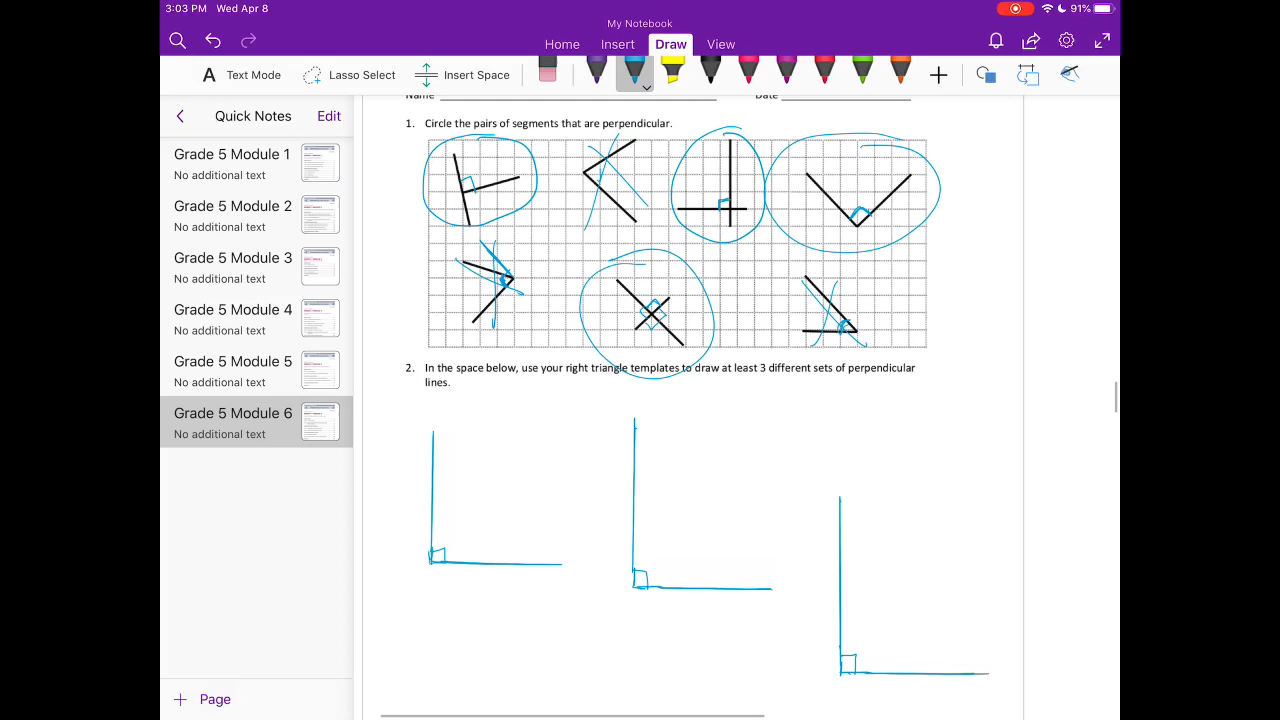 3:03 PM Wed Apr 8
91%
My Notebook
Home Insert Draw View
Text Mode Lasso Select Insert Space
Quick Notes Edit
Name Date
Grade 5 Module 1
No additional text
Grade 5 Module 2
No additional text
Grade 5 Module 3
No additional text
Grade 5 Module 4
No additional text
Grade 5 Module 5
No additional text
Grade 5 Module 6
No additional text
Page
1. Circle the pairs of segments that are perpendicular.
2. In the space below, use your right triangle templates to draw at least 3 different sets of perpendicular
lines.